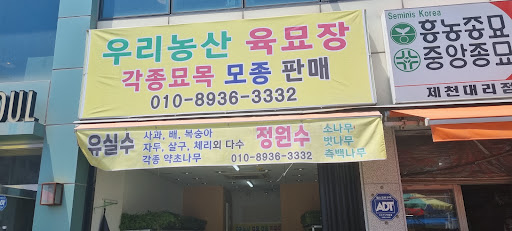 우리농산 육묘장
각종묘목 모종 판매
010-8936-3332
유실수
사과, 배, 복숭아
자두, 살구, 체리외 다수
각종 약초나무
정원수
010-8936-3332
소나무
벗나무
측백나무
Seminis Korea
흥농종묘
중앙종묘
제천대리점
OUL
ADT